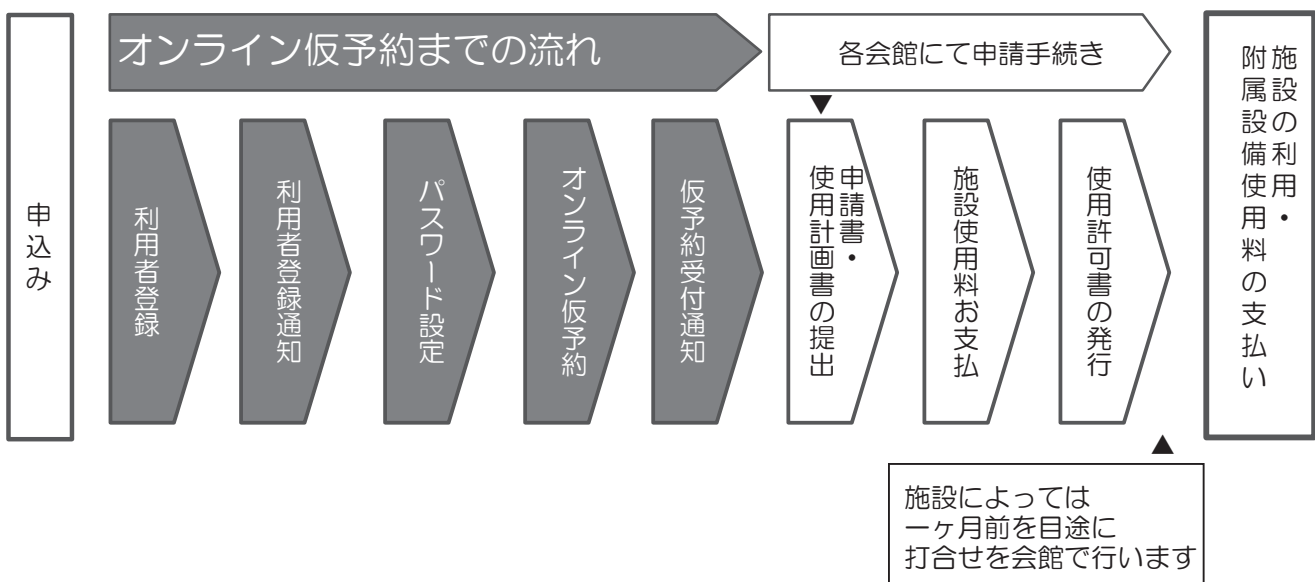 オンライン仮予約までの流れ
各会館にて申請手続き
申込み
利用者登録
利用者登録通知
パスワード設定
オンライン仮予約
仮予約受付通知
申請書・
使用計画書の提出
施設使用料お支払
使用許可書の発行
施設の利用・
附属設備使用料の支払い
施設によっては
一ヶ月前を目途に
打合せを会館で行います